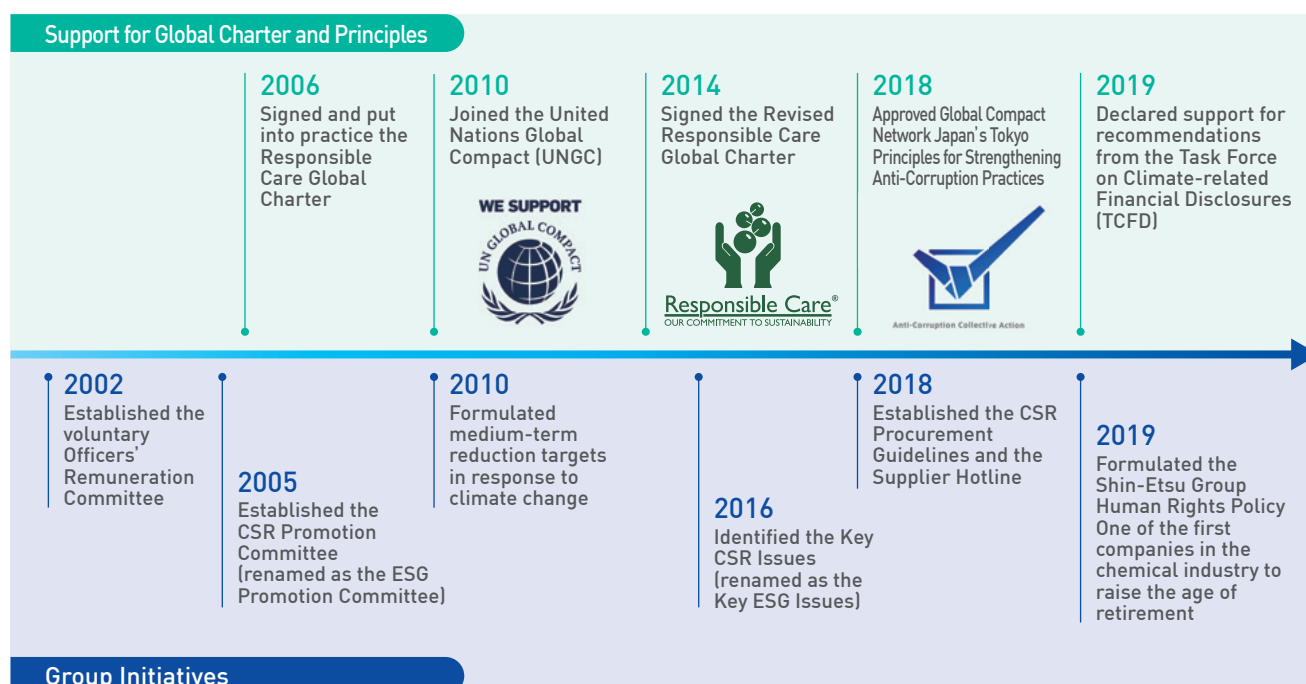 Support for Global Charter and Principles
2006
Signed and put
into practice the
Responsible
Care Global
Charter
2010
Joined the United
Nations Global
Compact (UNGC)
WE SUPPORT
UN GLOBAL COMPACT
2014
Signed the Revised
Responsible Care
Global Charter
Responsible Care®
OUR COMMITMENT TO SUSTAINABILITY
2018
Approved Global Compact
Network Japan's Tokyo
Principles for Strengthening
Anti-Corruption Practices
Anti-Corruption Collective Action
2019
Declared support for
recommendations
from the Task Force
on Climate-related
Financial Disclosures
(TCFD)
2002
Established the
voluntary
Officers'
Remuneration
Committee
2005
Established the
CSR Promotion
Committee
(renamed as the ESG
Promotion Committee)
2010
Formulated
medium-term
reduction targets
in response to
climate change
2016
Identified the Key
CSR Issues
(renamed as the
Key ESG Issues)
2018
Established the CSR
Procurement
Guidelines and the
Supplier Hotline
2019
Formulated the
Shin-Etsu Group
Human Rights Policy
One of the first
companies in the
chemical industry to
raise the age of
retirement
Group Initiatives